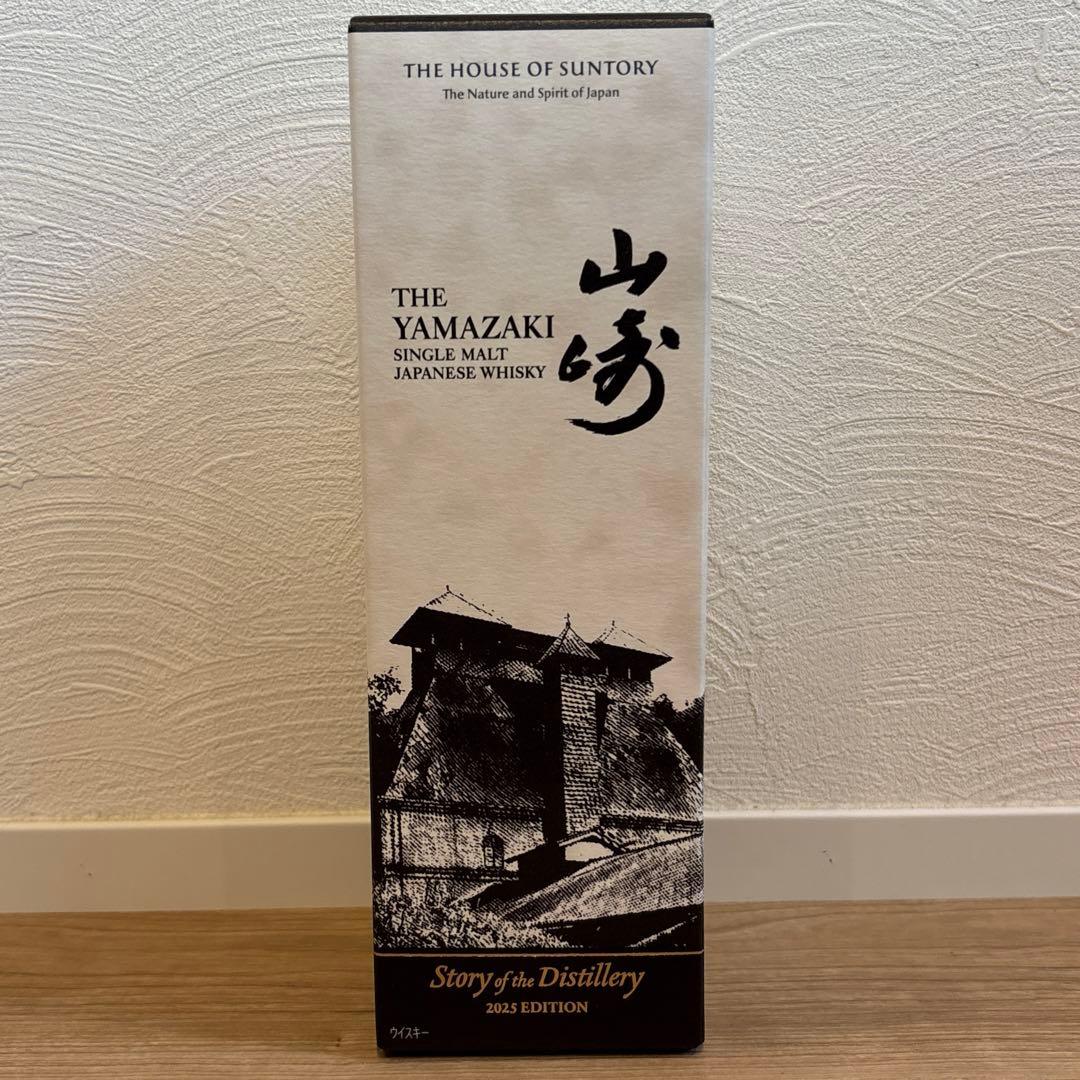 THE HOUSE OF SUNTORY
The Nature and Spirit of Japan
山崎
THE
YAMAZAKI
SINGLE MALT
JAPANESE WHISKY
Story of the Distillery
2025 EDITION
ウイスキー